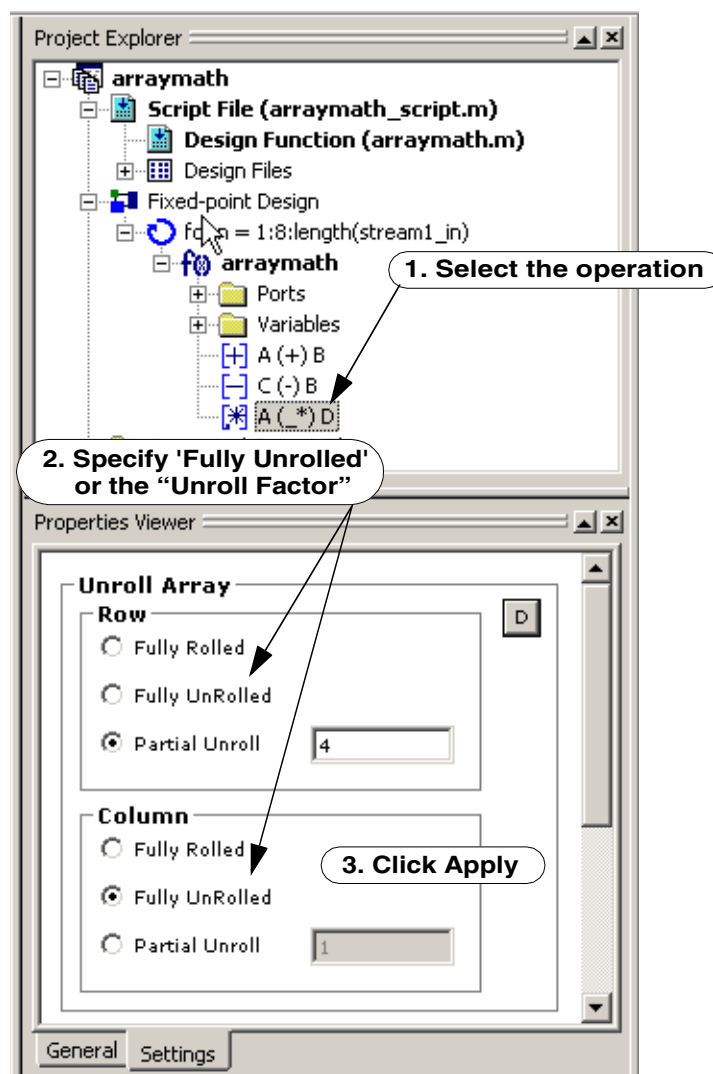 Project Explorer
arraymath
Script File (arraymath_script.m)
Design Function (arraymath.m)
Design Files
Fixed-point Design
= 1:8:length(stream1_in)
f(x) arraymath
1. Select the operation
Ports
Variables
[+] A (+) B
[-] C (-) B
[*] A (_*) D
2. Specify 'Fully Unrolled'
or the “Unroll Factor”
Properties Viewer
Unroll Array
Row
D
Fully Rolled
Fully UnRolled
Partial Unroll 4
Column
Fully Rolled
3. Click Apply
Fully UnRolled
Partial Unroll 1
General Settings